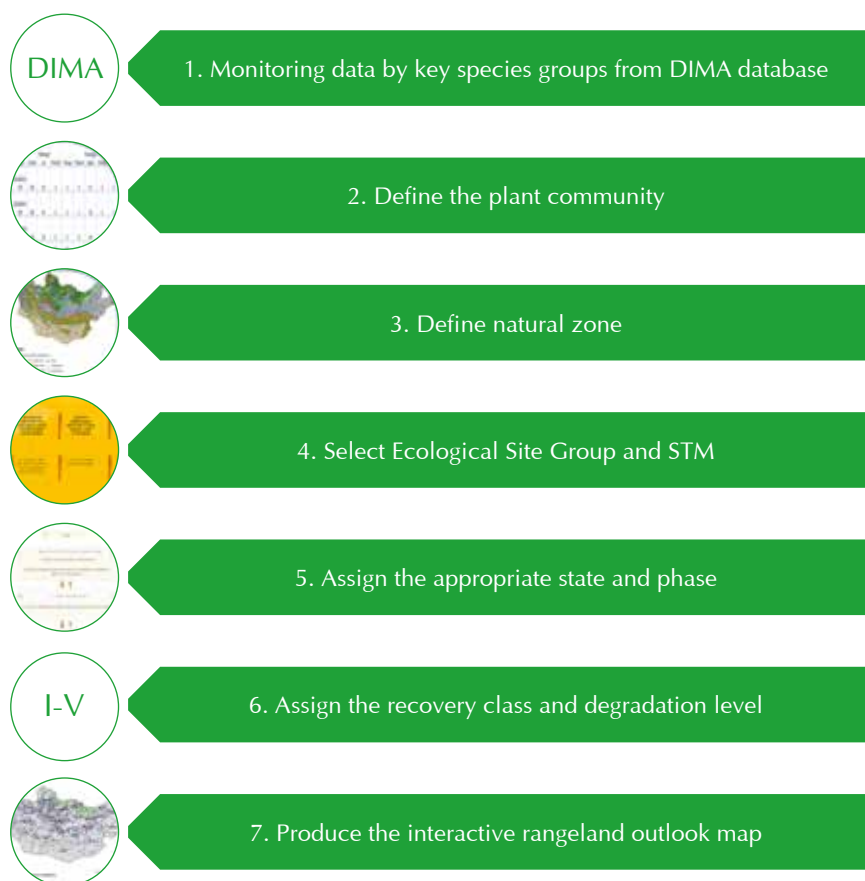 DIMA
1. Monitoring data by key species groups from DIMA database
2. Define the plant community
3. Define natural zone
4. Select Ecological Site Group and STM
5. Assign the appropriate state and phase
I-V
6. Assign the recovery class and degradation level
7. Produce the interactive rangeland outlook map